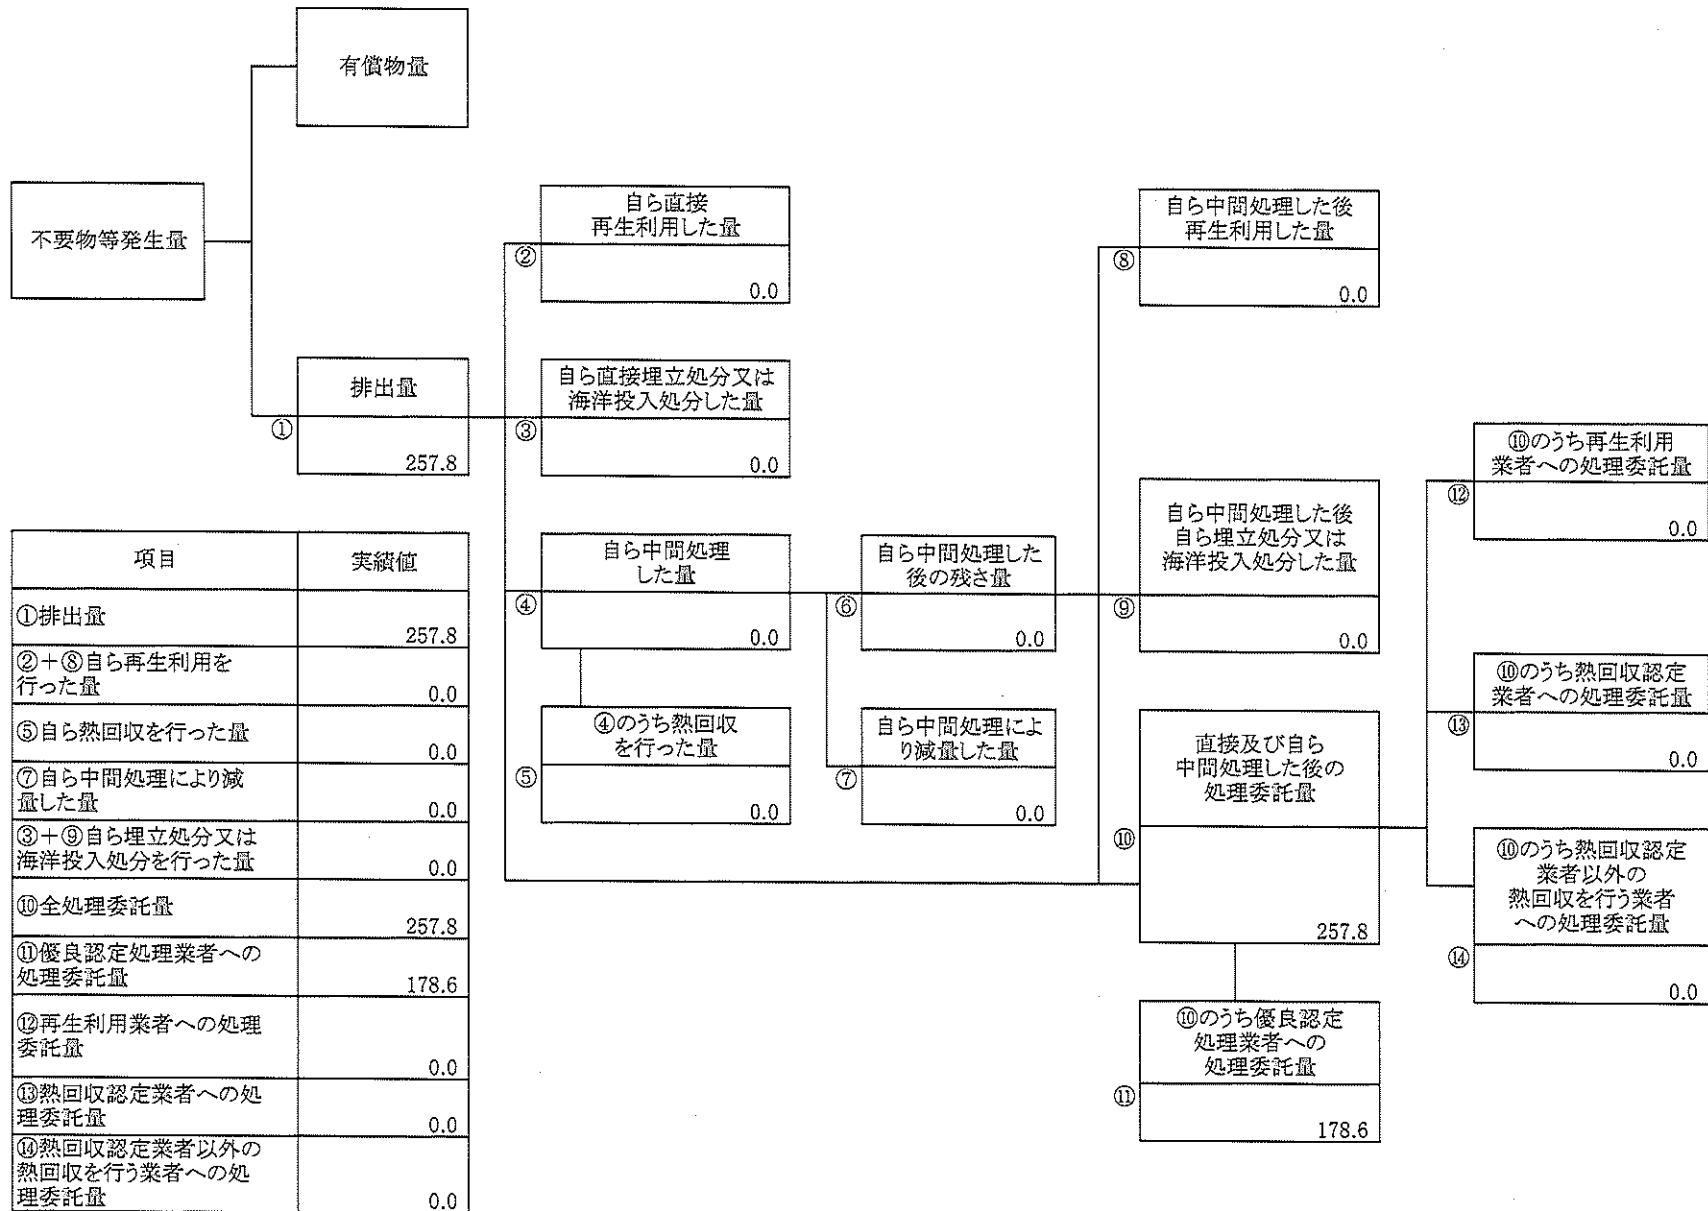 有償物量
不要物等発生量
排出量
①
257.8
自ら直接
再生利用した量
②
0.0
自ら直接埋立処分又は
海洋投入処分した量
③
0.0
自ら中間処理
した量
④
0.0
④のうち熱回収
を行った量
⑤
0.0
自ら中間処理した
後の残さ量
⑥
0.0
自ら中間処理によ
り減量した量
⑦
0.0
自ら中間処理した後
再生利用した量
⑧
0.0
自ら中間処理した後
自ら埋立処分又は
海洋投入処分した量
⑨
0.0
直接及び自ら
中間処理した後の
処理委託量
⑩
257.8
⑩のうち優良認定
処理業者への
処理委託量
⑪
178.6
⑩のうち再生利用
業者への処理委託量
⑫
0.0
⑩のうち熱回収認定
業者への処理委託量
⑬
0.0
⑩のうち熱回収認定
業者以外の
熱回収を行う業者
への処理委託量
⑭
0.0
項目 実績値
①排出量
257.8
②+⑧自ら再生利用を
行った量
0.0
⑤自ら熱回収を行った量
0.0
⑦自ら中間処理により減
量した量
0.0
③+⑨自ら埋立処分又は
海洋投入処分を行った量
0.0
⑩全処理委託量
257.8
⑪優良認定処理業者への
処理委託量
178.6
⑫再生利用業者への処理
委託量
0.0
⑬熱回収認定業者への処
理委託量
0.0
⑭熱回収認定業者以外の
熱回収を行う業者への処
理委託量
0.0